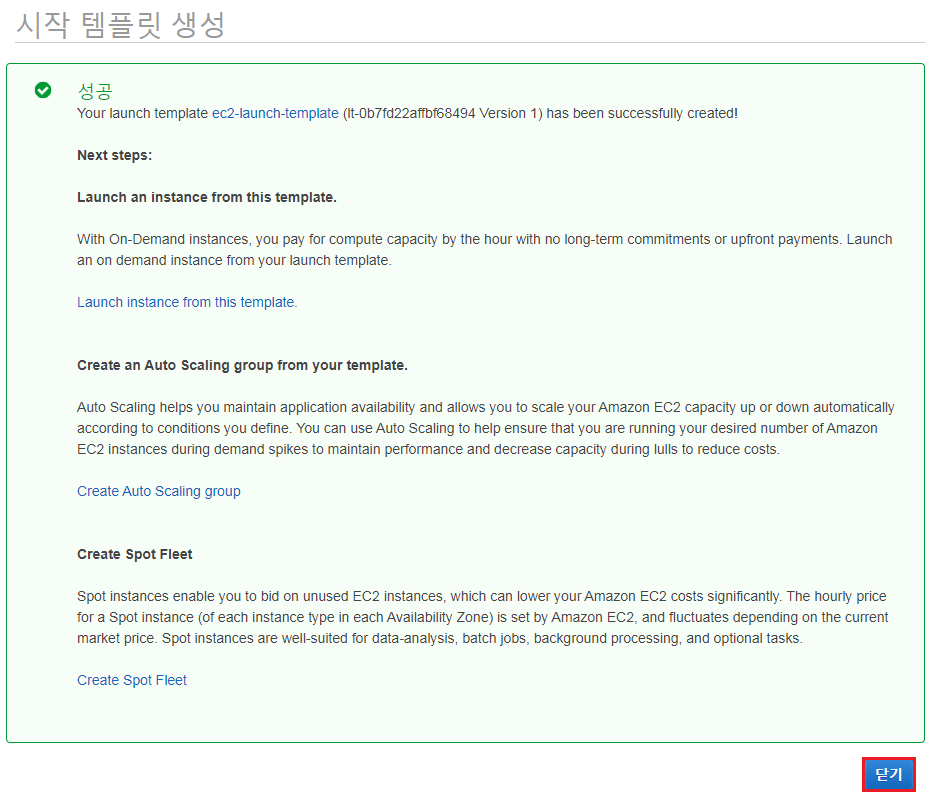 시작 템플릿 생성
성공
Your launch template ec2-launch-template (lt-0b7fd22affbf68494 Version 1) has been successfully created!
Next steps:
Launch an instance from this template.
With On-Demand instances, you pay for compute capacity by the hour with no long-term commitments or upfront payments. Launch
an on demand instance from your launch template.
Launch instance from this template.
Create an Auto Scaling group from your template.
Auto Scaling helps you maintain application availability and allows you to scale your Amazon EC2 capacity up or down automatically
according to conditions you define. You can use Auto Scaling to help ensure that you are running your desired number of Amazon
EC2 instances during demand spikes to maintain performance and decrease capacity during lulls to reduce costs.
Create Auto Scaling group
Create Spot Fleet
Spot instances enable you to bid on unused EC2 instances, which can lower your Amazon EC2 costs significantly. The hourly price
for a Spot instance (of each instance type in each Availability Zone) is set by Amazon EC2, and fluctuates depending on the current
market price. Spot instances are well-suited for data-analysis, batch jobs, background processing, and optional tasks.
Create Spot Fleet
닫기